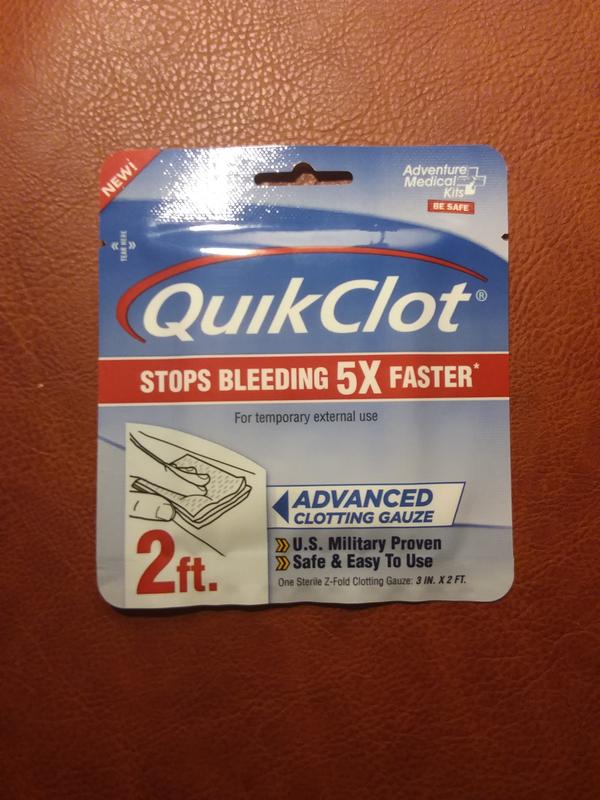 NEW!
Adventure
Medical
Kits
BE SAFE
TEAR HERE
QuikClot®
STOPS BLEEDING 5X FASTER*
For temporary external use
ADVANCED
CLOTTING GAUZE
U.S. Military Proven
Safe & Easy To Use
2ft.
One Sterile Z-Fold Clotting Gauze: 3 IN. X 2 FT.